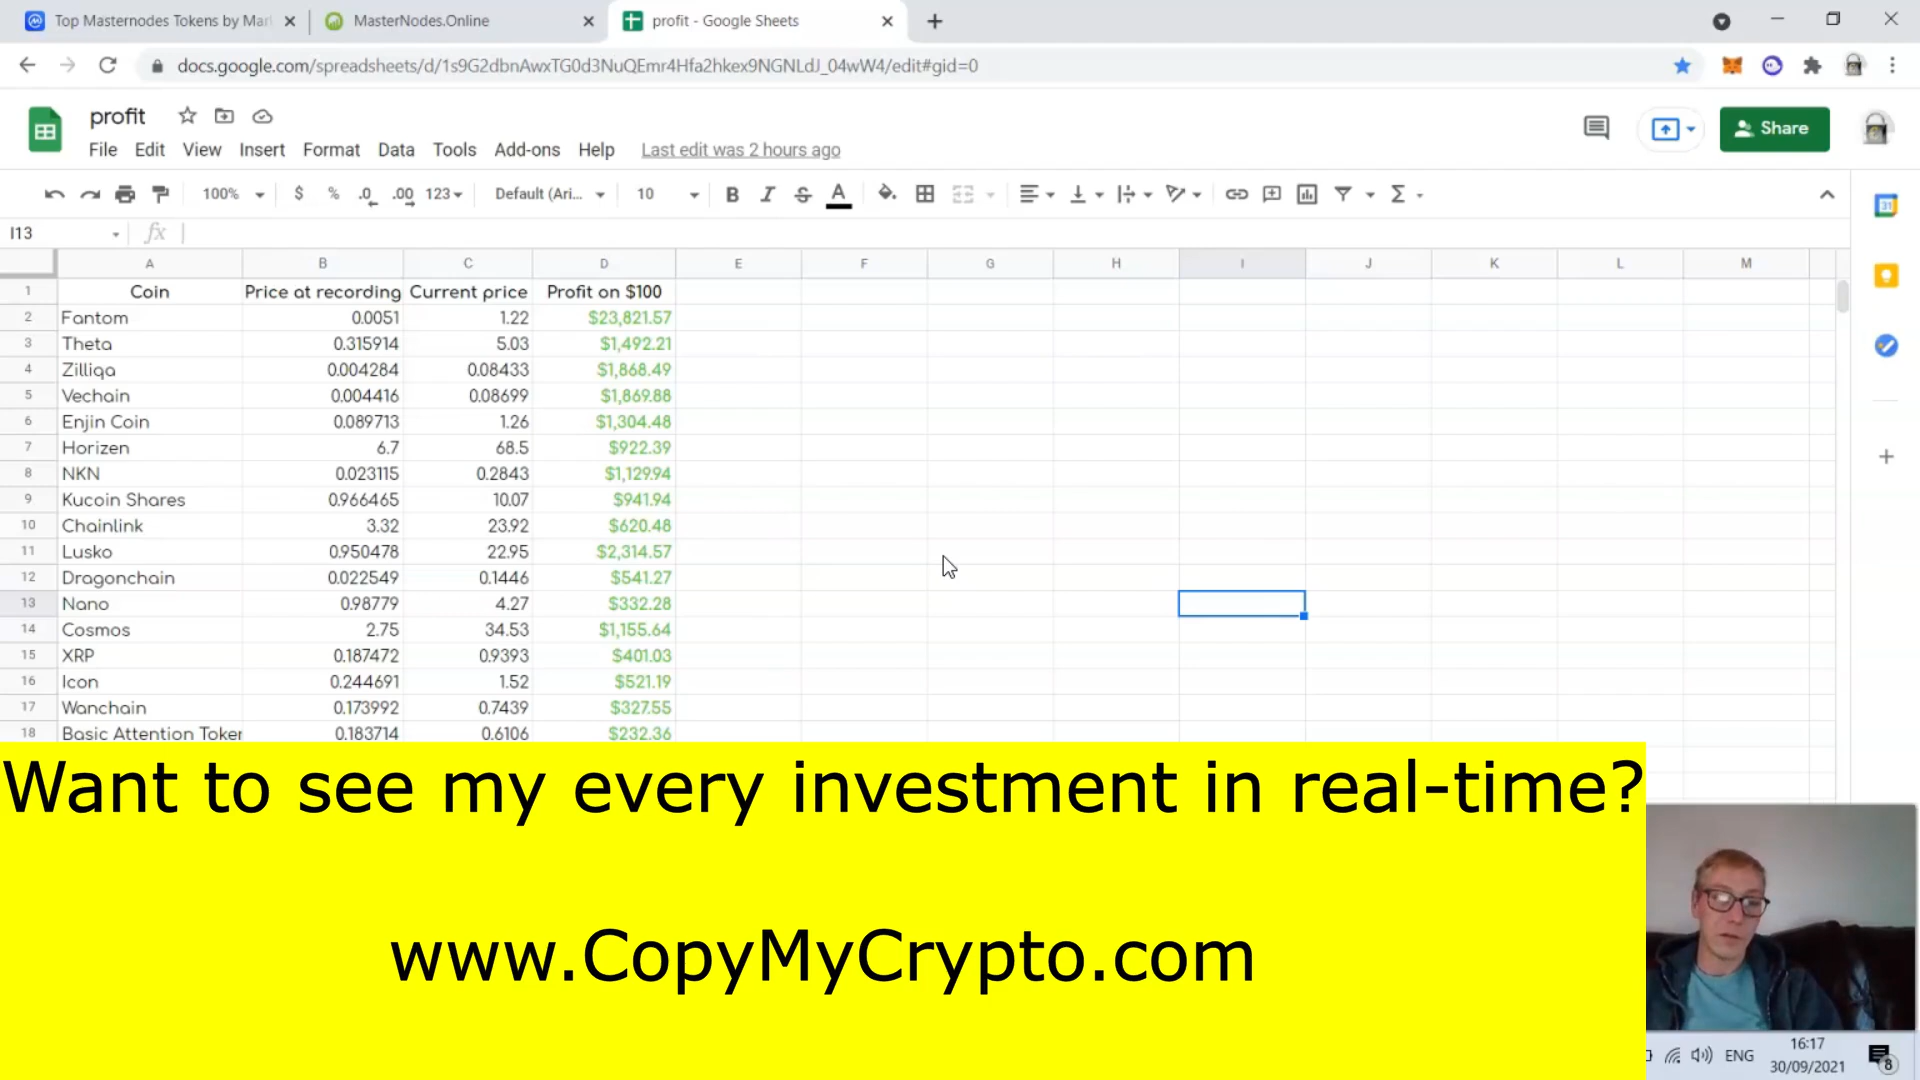 Top Masternodes Tokens by Mar
MasterNodes.Online
profit - Google Sheets
docs.google.com/spreadsheets/d/1s9G2dbnAwxTG0d3NuQEmr4Hfa2hkex9NGNLdJ_04wW4/edit#gid=0
profit
Share
File Edit View Insert Format Data Tools Add-ons Help Last edit was 2 hours ago
100% $ % .0 .00 123 Default (Ari... 10 B I S A
I13 fx
A B C D E F G H I J K L M
1 Coin Price at recording Current price Profit on $100
2 Fantom 0.0051 1.22 $23,821.57
3 Theta 0.315914 5.03 $1,492.21
4 Zilliqa 0.004284 0.08433 $1,868.49
5 Vechain 0.004416 0.08699 $1,869.88
6 Enjin Coin 0.089713 1.26 $1,304.48
7 Horizen 6.7 68.5 $922.39
8 NKN 0.023115 0.2843 $1,129.94
9 Kucoin Shares 0.966465 10.07 $941.94
10 Chainlink 3.32 23.92 $620.48
11 Lusko 0.950478 22.95 $2,314.57
12 Dragonchain 0.022549 0.1446 $541.27
13 Nano 0.98779 4.27 $332.28
14 Cosmos 2.75 34.53 $1,155.64
15 XRP 0.187472 0.9393 $401.03
16 Icon 0.244691 1.52 $521.19
17 Wanchain 0.173992 0.7439 $327.55
18 Basic Attention Toker 0.183714 0.6106 $232.36
Want to see my every investment in real-time?
www.CopyMyCrypto.com
ENG
16:17
30/09/2021
8
31